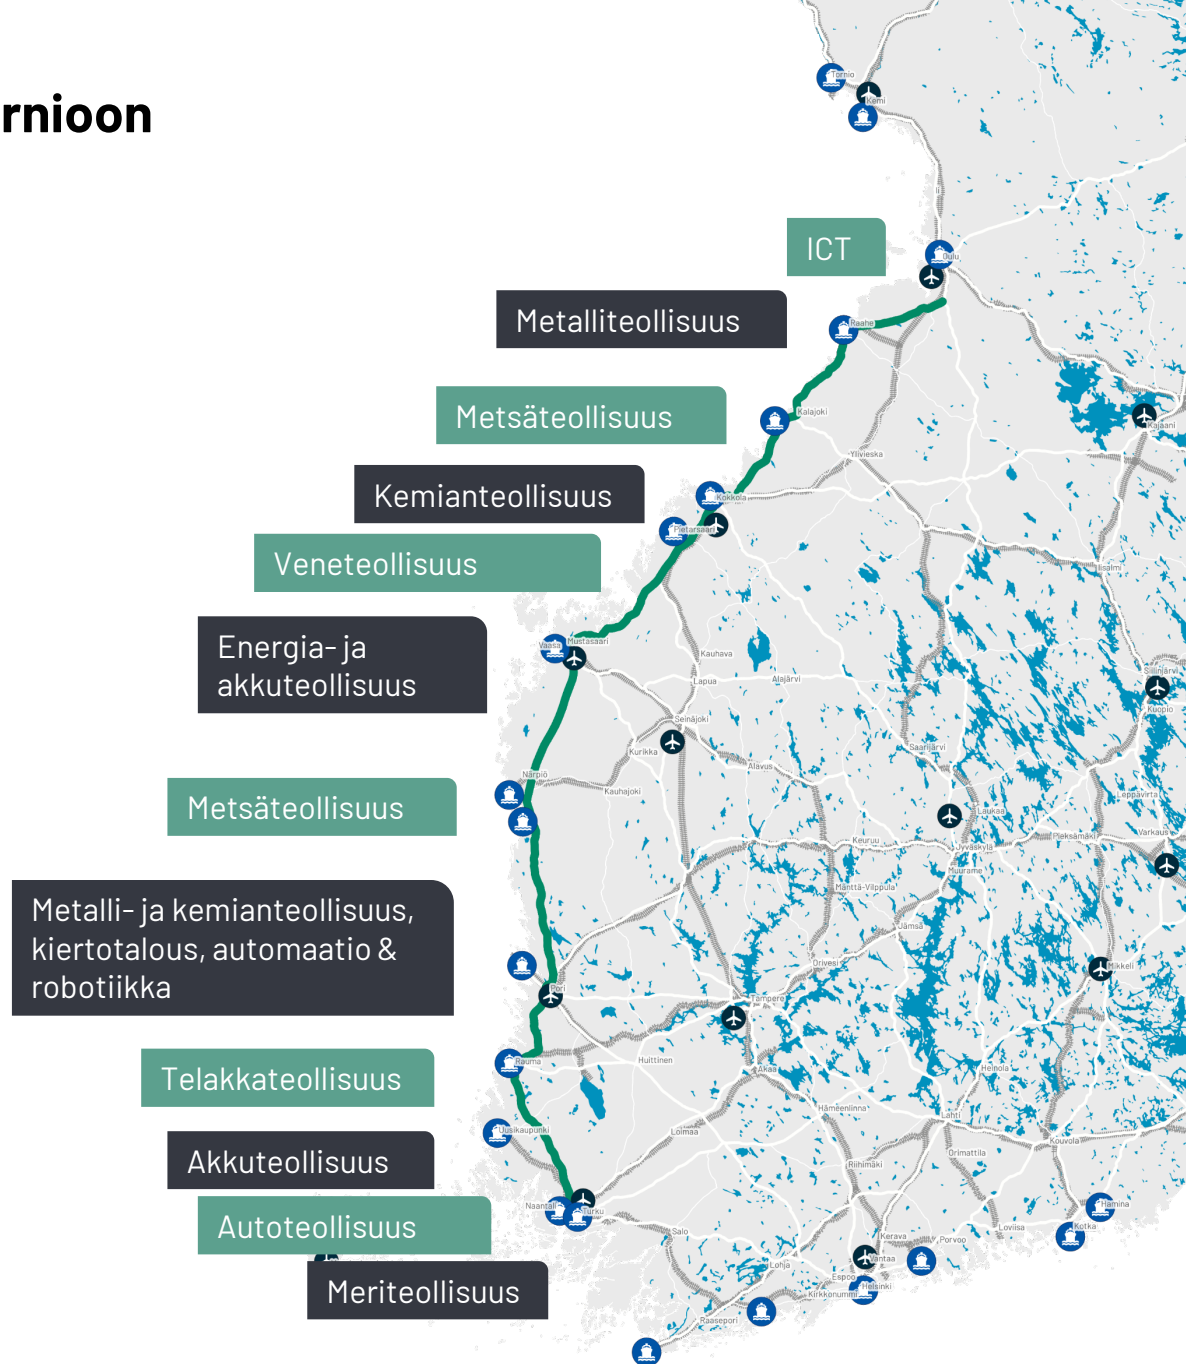 rnioon
Tornio
Kemi
Ii
ICT
Oulu
Metalliteollisuus
Raahe
Metsäteollisuus
Kalajoki
Kajaani
Ylivieska
Kemianteollisuus
Kokkola
Pietarsaari
Veneteollisuus
Iisalmi
Energia- ja
akkuteollisuus
Vaasa
Mustasaari
Kauhava
Lapua
Alajärvi
Siilinjärvi
Kuopio
Seinäjoki
Kurikka
Saarijärvi
Alavus
Närpiö
Kauhajoki
Leppävirta
Metsäteollisuus
Laukaa
Keuruu
Jyväskylä
Pieksämäki
Varkaus
Muurame
Mänttä-Vilppula
Metalli- ja kemianteollisuus,
kiertotalous, automaatio &
robotiikka
Jämsä
Orivesi
Mikkeli
Pori
Tampere
Telakkateollisuus
Rauma
Huittinen
Akaa
Heinola
Hämeenlinna
Lahti
Akkuteollisuus
Uusikaupunki
Loimaa
Kouvola
Orimattila
Riihimäki
Autoteollisuus
Naantali
Turku
Hamina
Salo
Loviisa
Kotka
Kerava
Porvoo
Meriteollisuus
Lohja
Vantaa
Espoo
Helsinki
Kirkkonummi
Raasepori